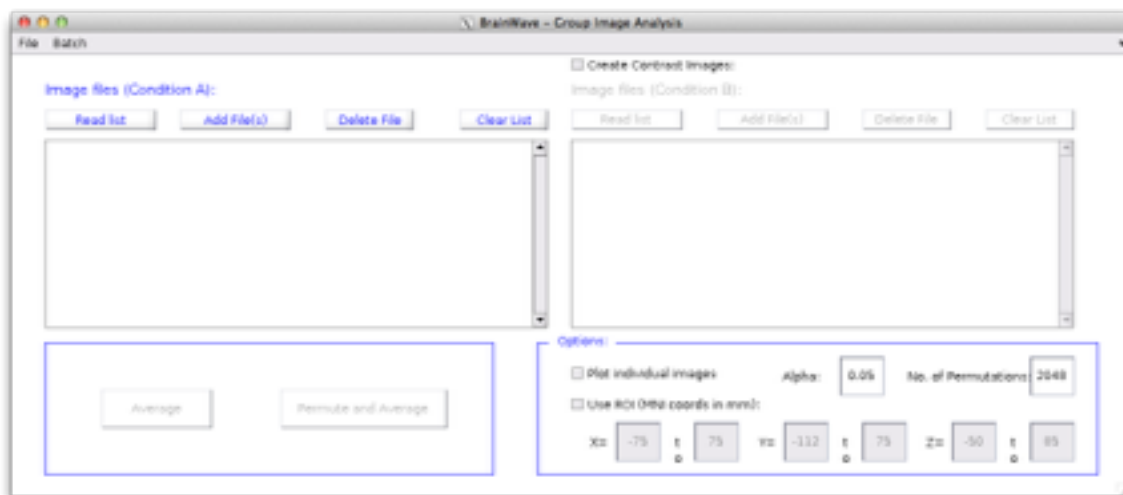 BrainWave - Group Image Analysis
File Batch
Create Contrast Images:
Image files (Condition A):
Image files (Condition B):
Read list Add File(s) Delete File Clear List
Read list Add File(s) Delete File Clear List
Options:
Plot individual images Alpha: 0.05 No. of Permutations: 2048
Use ROI (MNI coords in mm):
Average Permute and Average
X= -75 to 75 Y= -112 to 75 Z= -50 to 85